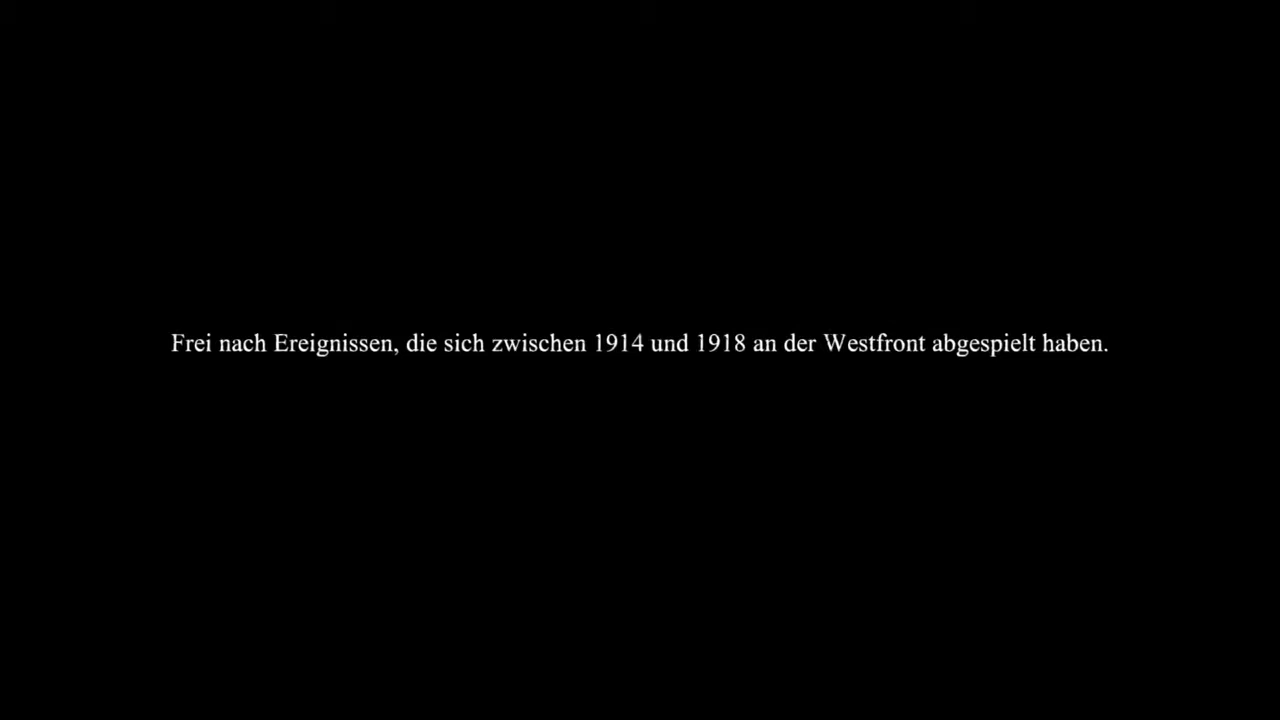 Frei nach Ereignissen, die sich zwischen 1914 und 1918 an der Westfront abgespielt haben.